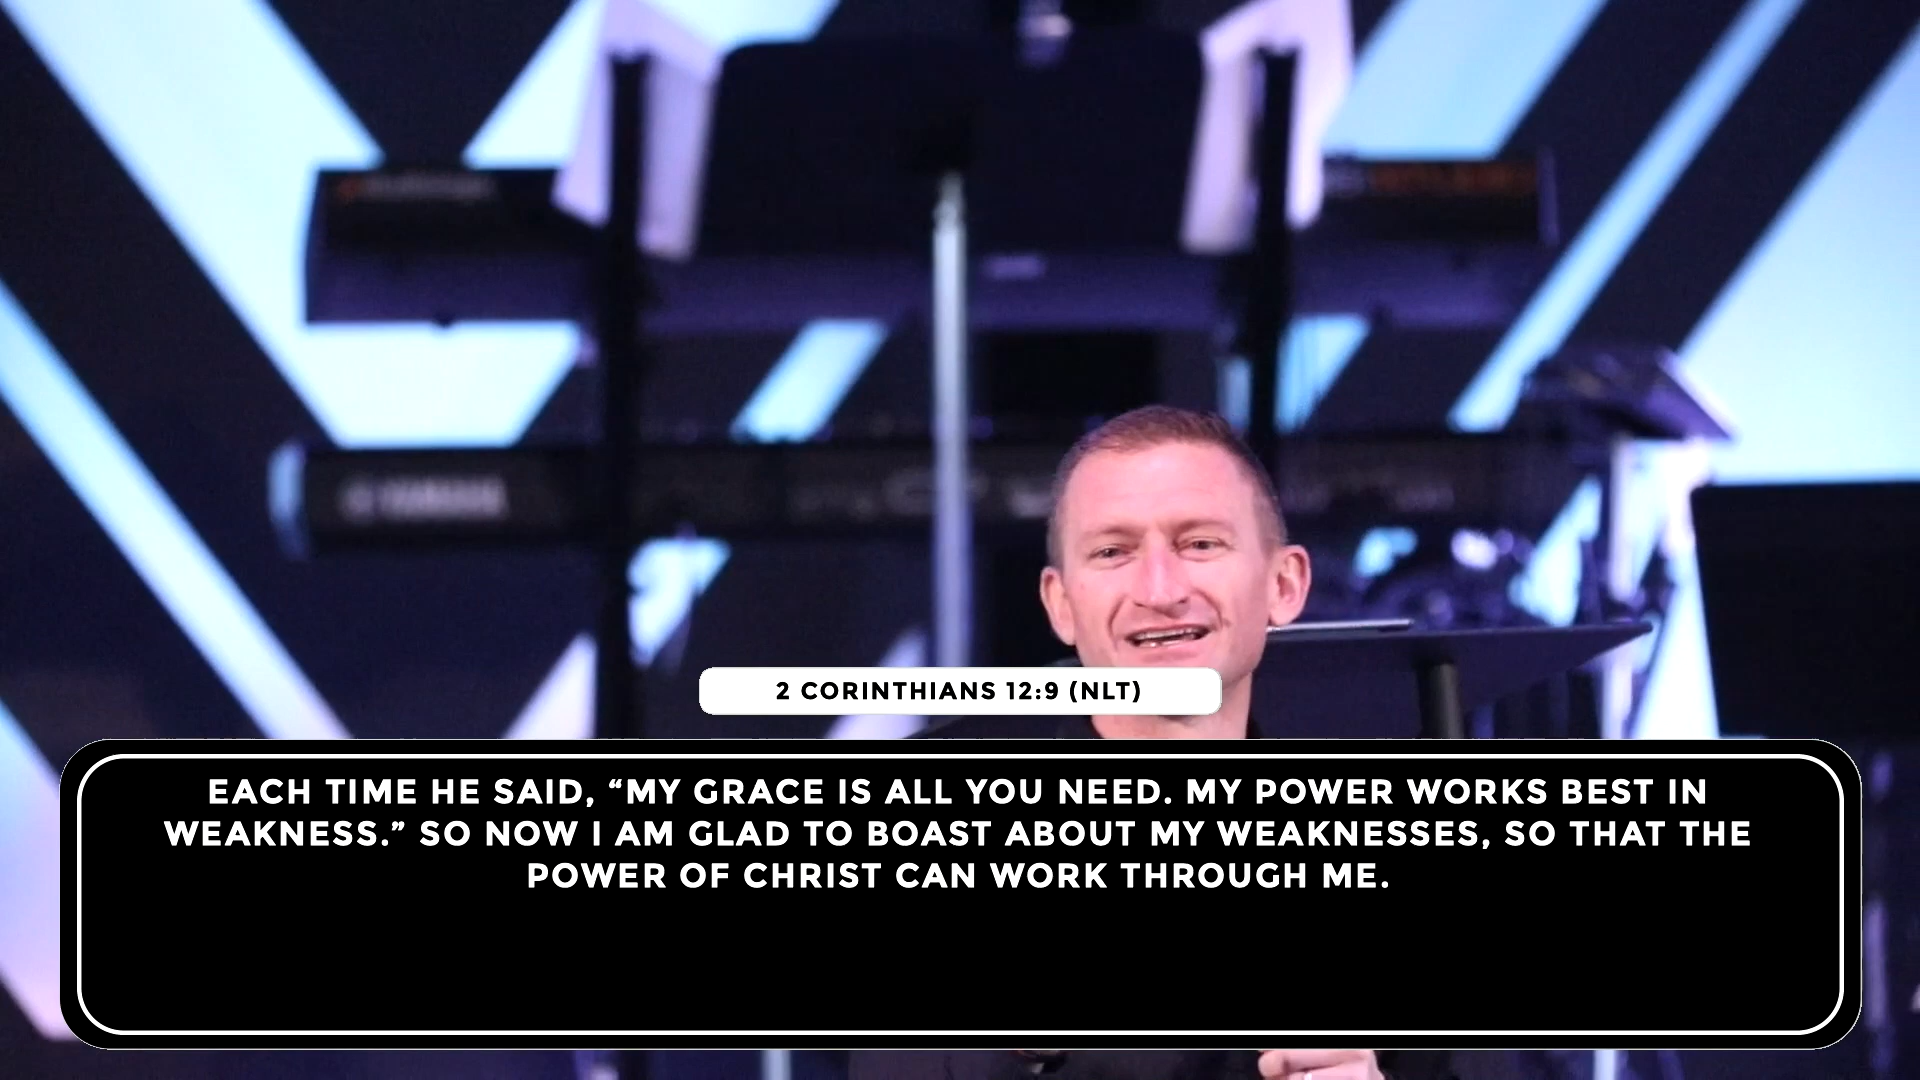 YAMAHA
2 CORINTHIANS 12:9 (NLT)
EACH TIME HE SAID, “MY GRACE IS ALL YOU NEED. MY POWER WORKS BEST IN
WEAKNESS.” SO NOW I AM GLAD TO BOAST ABOUT MY WEAKNESSES, SO THAT THE
POWER OF CHRIST CAN WORK THROUGH ME.